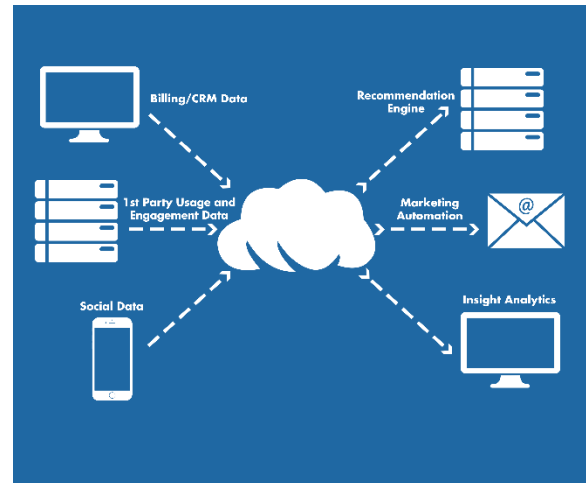 Billing/CRM Data
Recommendation
Engine
1st Party Usage and
Engagement Data
Marketing
Automation
@
Social Data
Insight Analytics